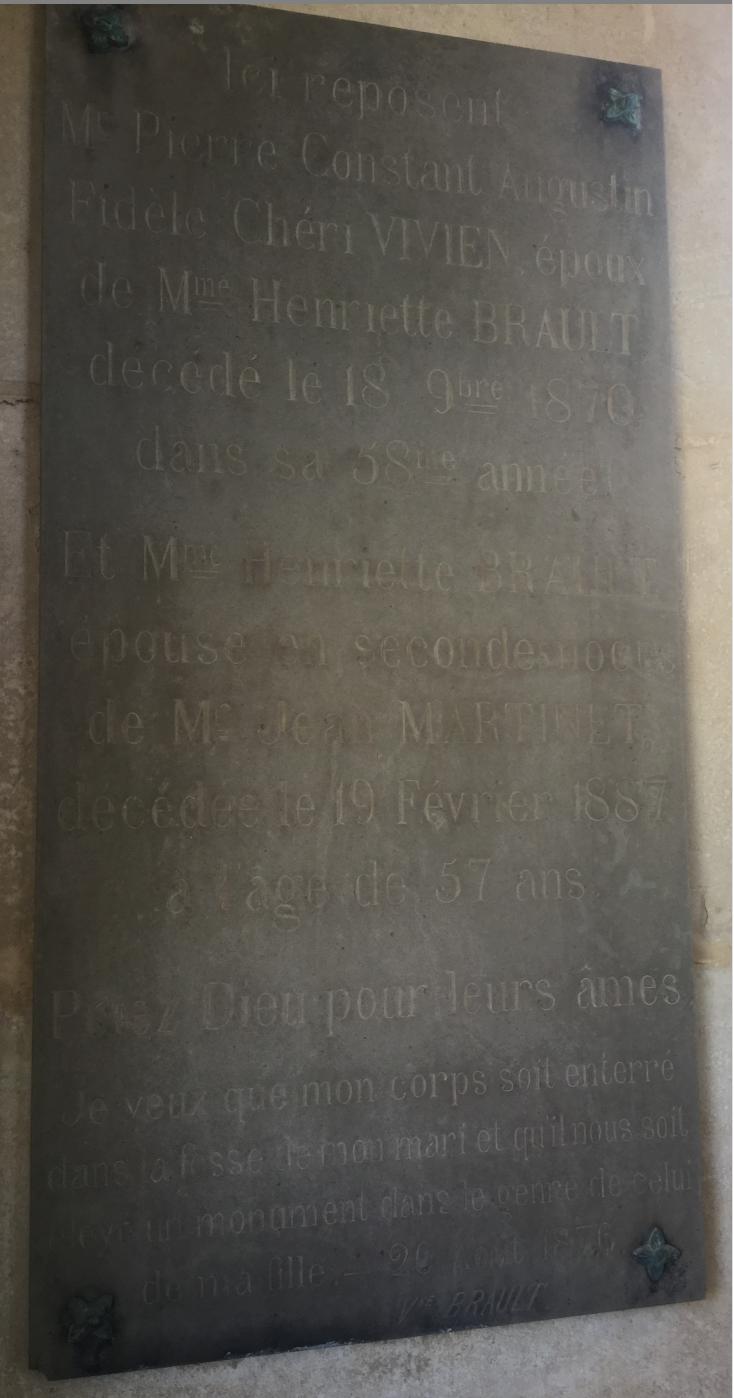 Ici reposent
Mr Pierre Constant Augustin
Fidèle Chéri VIVIEN, époux
de Mme Henriette BRAULT,
décédé le 18 9bre 1870
dans sa 58me année
Et Mme Henriette BRAULT
épouse en secondes noces
de Mr Jean MARTINET,
décédée le 19 Février 1887
à l'âge de 57 ans
Priez Dieu pour leurs âmes
Je veux que mon corps soit enterré
dans la fosse de mon mari et qu'il nous soit
un monument dans le genre de celui
de ma fille. — 20 Août 1876.
Vve BRAULT